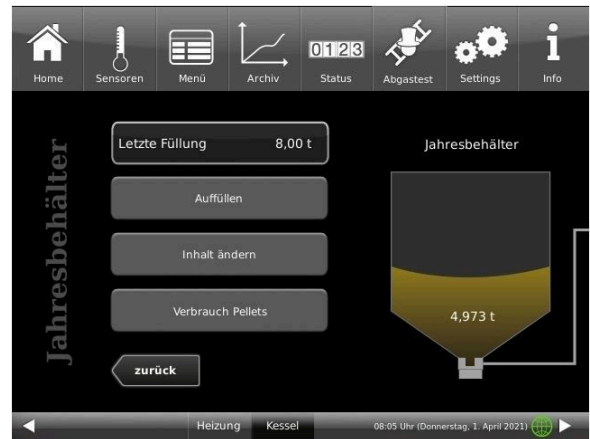 Home Sensoren Menü Archiv 0123 Status Abgastest Settings Info
Jahresbehälter
Letzte Füllung 8,00 t
Auffüllen
Inhalt ändern
Verbrauch Pellets
zurück
Jahresbehälter
4,973 t
Heizung Kessel 08:05 Uhr (Donnerstag, 1. April 2021)